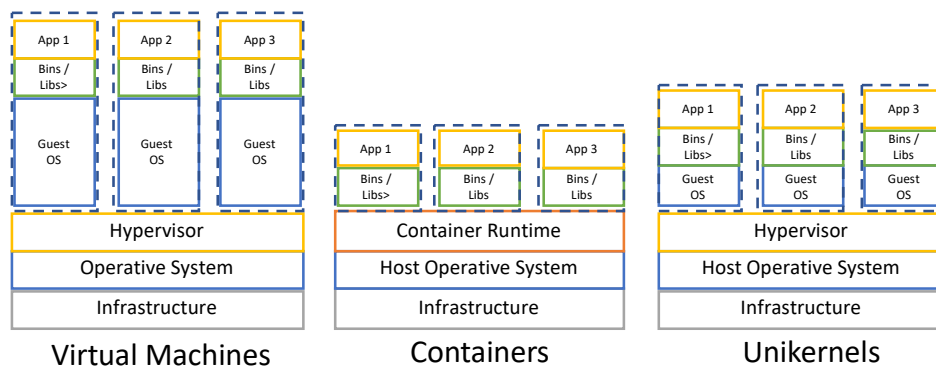 App 1
Bins /
Libs>
Guest
OS
App 2
Bins /
Libs
Guest
OS
App 3
Bins /
Libs
Guest
OS
Hypervisor
Operative System
Infrastructure
Virtual Machines
App 1
Bins /
Libs>
App 2
Bins /
Libs
App 3
Bins /
Libs
Container Runtime
Host Operative System
Infrastructure
Containers
App 1
Bins /
Libs>
Guest
OS
App 2
Bins /
Libs
Guest
OS
App 3
Bins /
Libs
Guest
OS
Hypervisor
Host Operative System
Infrastructure
Unikernels